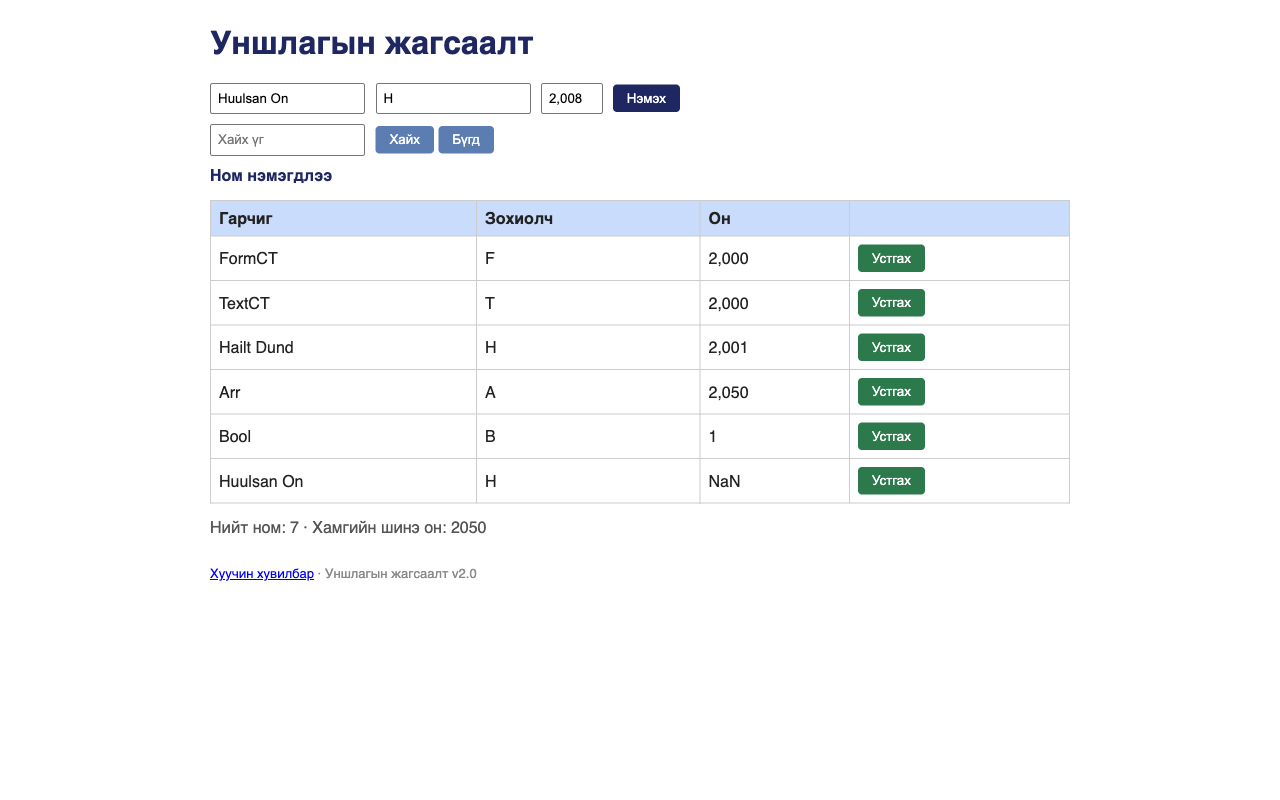 Уншлагын жагсаалт
Huulsan On H 2,008 Нэмэх
Хайх үг Хайх Бүгд
Ном нэмэгдлээ
Гарчиг Зохиолч Он
FormCT F 2,000 Устгах
TextCT T 2,000 Устгах
Hailt Dund H 2,001 Устгах
Arr A 2,050 Устгах
Bool B 1 Устгах
Huulsan On H NaN Устгах
Нийт ном: 7 · Хамгийн шинэ он: 2050
Хуучин хувилбар · Уншлагын жагсаалт v2.0